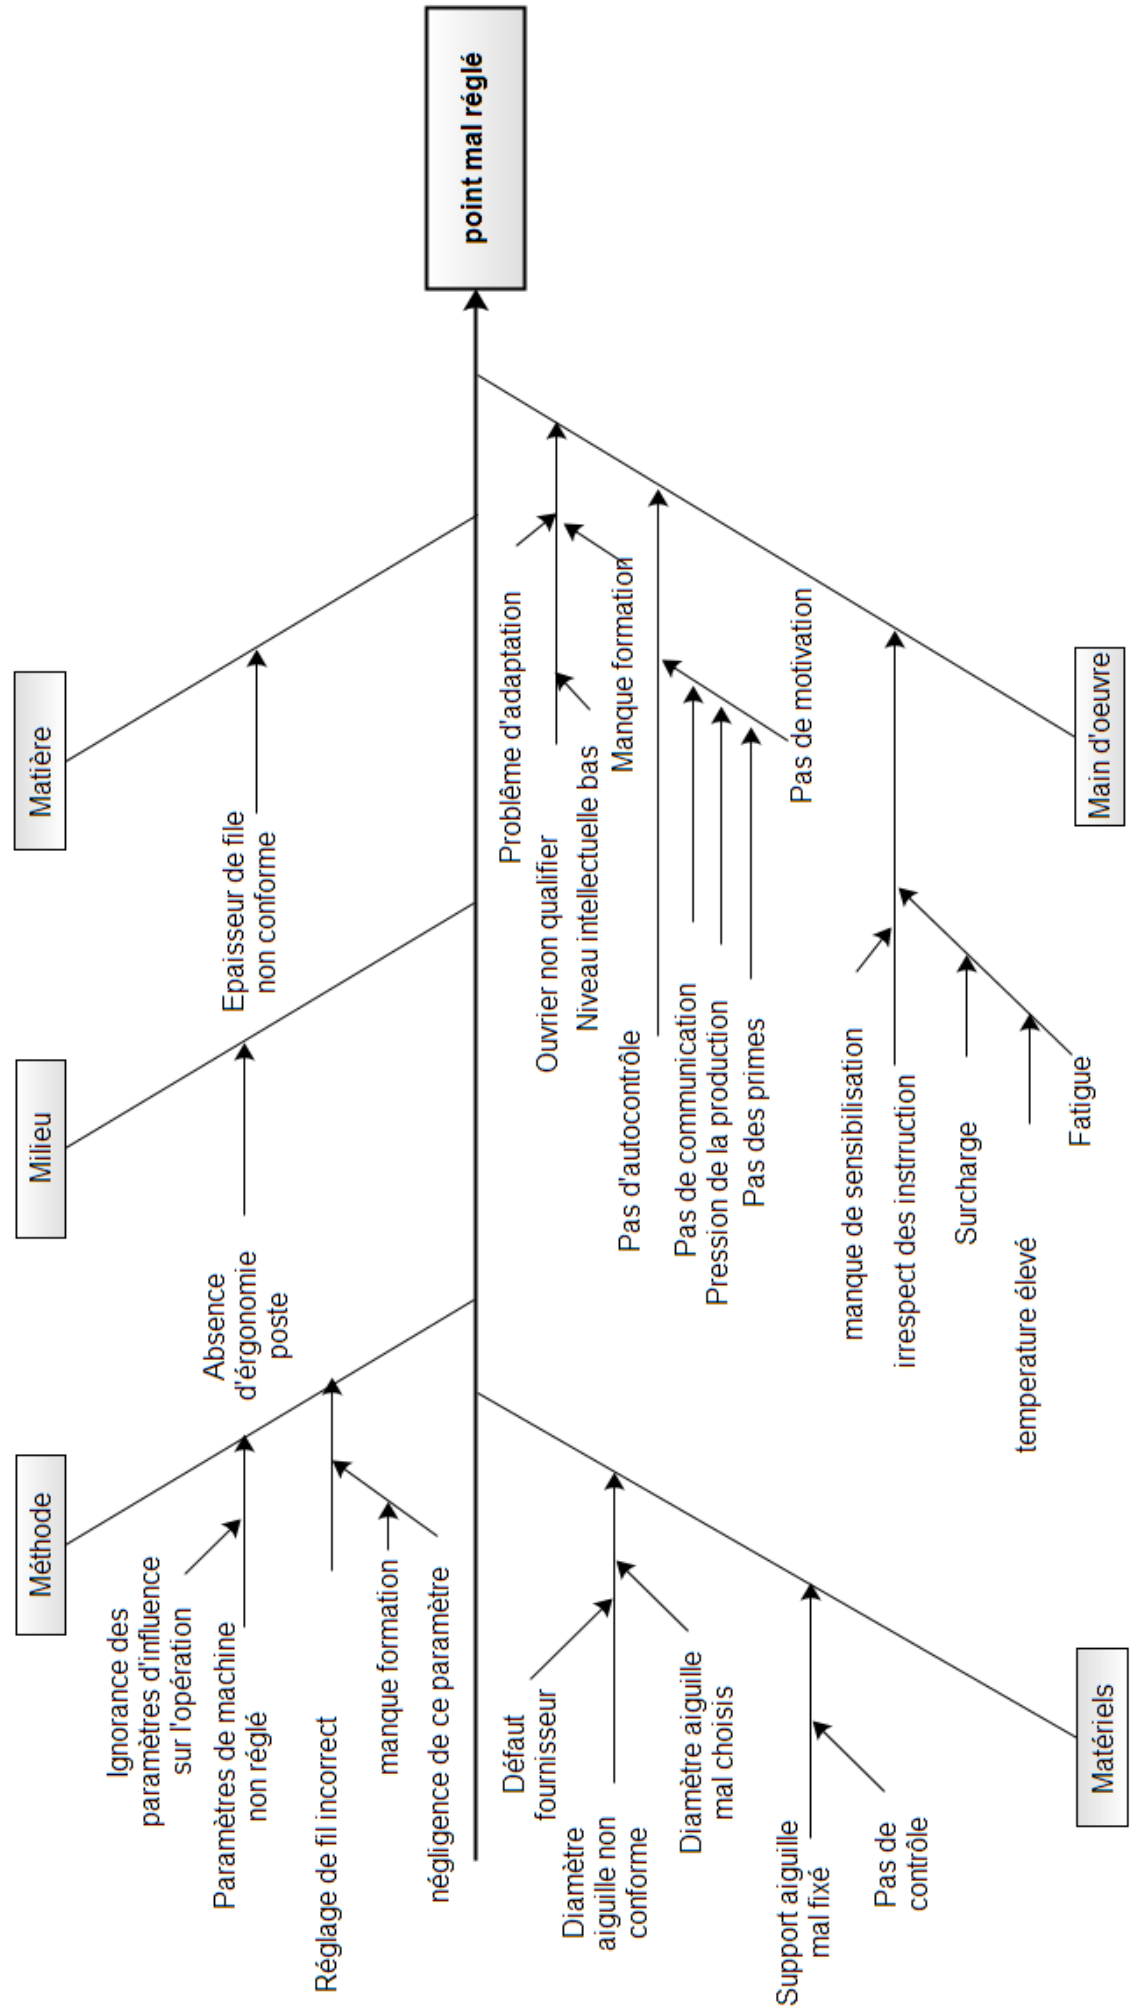 Méthode
Milieu
Matière
Ignorance des
paramètres d'influence
sur l'opération
Paramètres de machine
non réglé
Réglage de fil incorrect
manque formation
négligence de ce paramètre
Absence
d'érgonomie
poste
Epaisseur de file
non conforme
point mal réglé
Défaut
fournisseur
Diamètre
aiguille non
conforme
Diamètre aiguille
mal choisis
Support aiguille
mal fixé
Pas de
contrôle
Problême d'adaptation
Ouvrier non qualifier
Niveau intellectuelle bas
Manque formation
Pas d'autocontrôle
Pas de communication
Pression de la production
Pas des primes
Pas de motivation
manque de sensibilisation
irrespect des instrruction
Surcharge
temperature élevé
Fatigue
Matériels
Main d'oeuvre